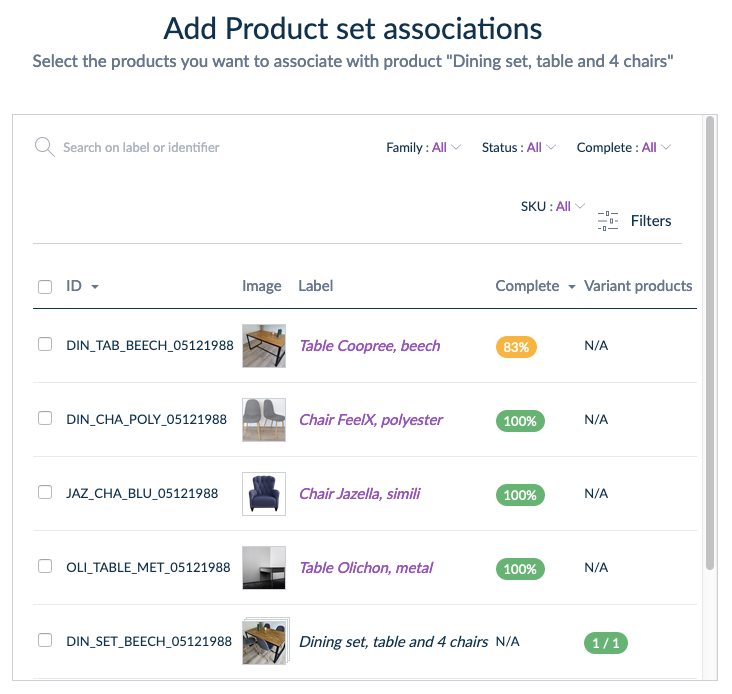 Add Product set associations
Select the products you want to associate with product "Dining set, table and 4 chairs"
Search on label or identifier
Family : All
Status : All
Complete : All
SKU : All
Filters
ID
Image
Label
Complete
Variant products
DIN_TAB_BEECH_05121988
Table Coopree, beech
83%
N/A
DIN_CHA_POLY_05121988
Chair FeelX, polyester
100%
N/A
JAZ_CHA_BLU_05121988
Chair Jazella, simili
100%
N/A
OLI_TABLE_MET_05121988
Table Olichon, metal
100%
N/A
DIN_SET_BEECH_05121988
Dining set, table and 4 chairs
N/A
1 / 1